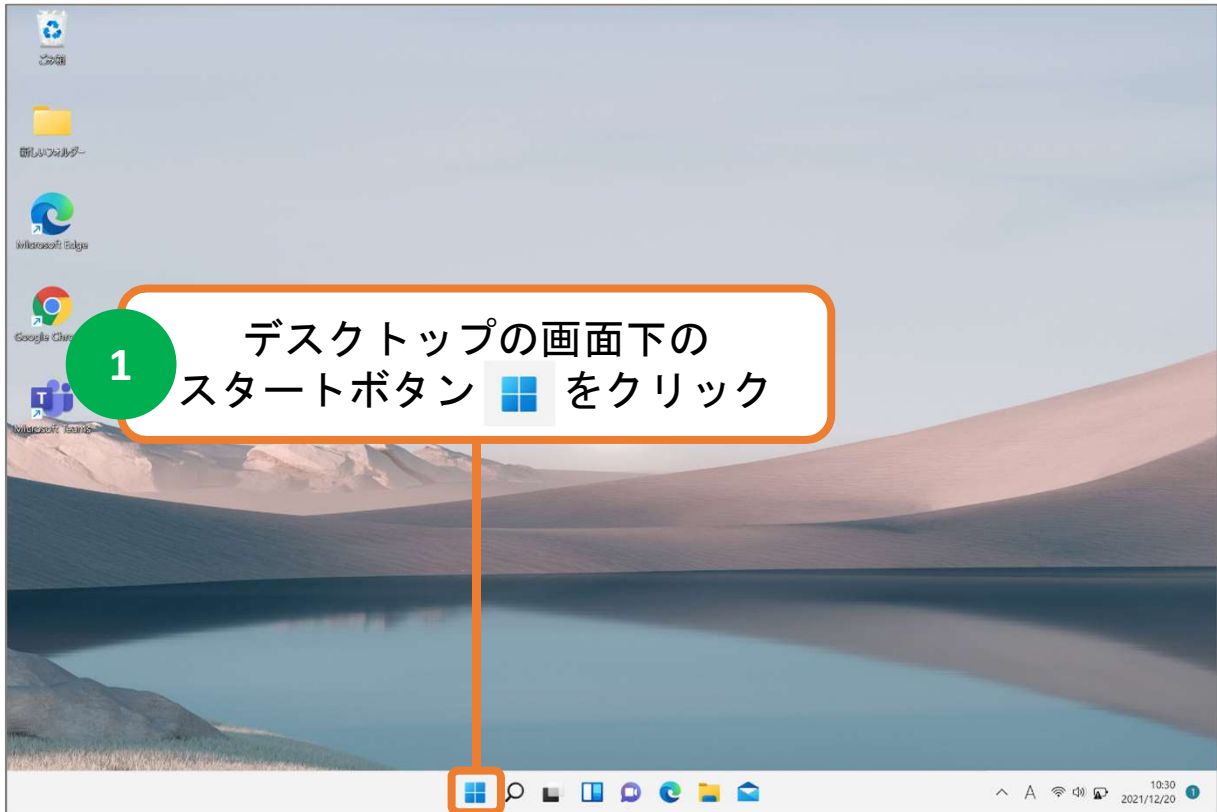 ごみ箱
新しいフォルダー
Microsoft Edge
Google Chr
Microsoft Teams
1
デスクトップの画面下の
スタートボタン をクリック
A
10:30
2021/12/20
1